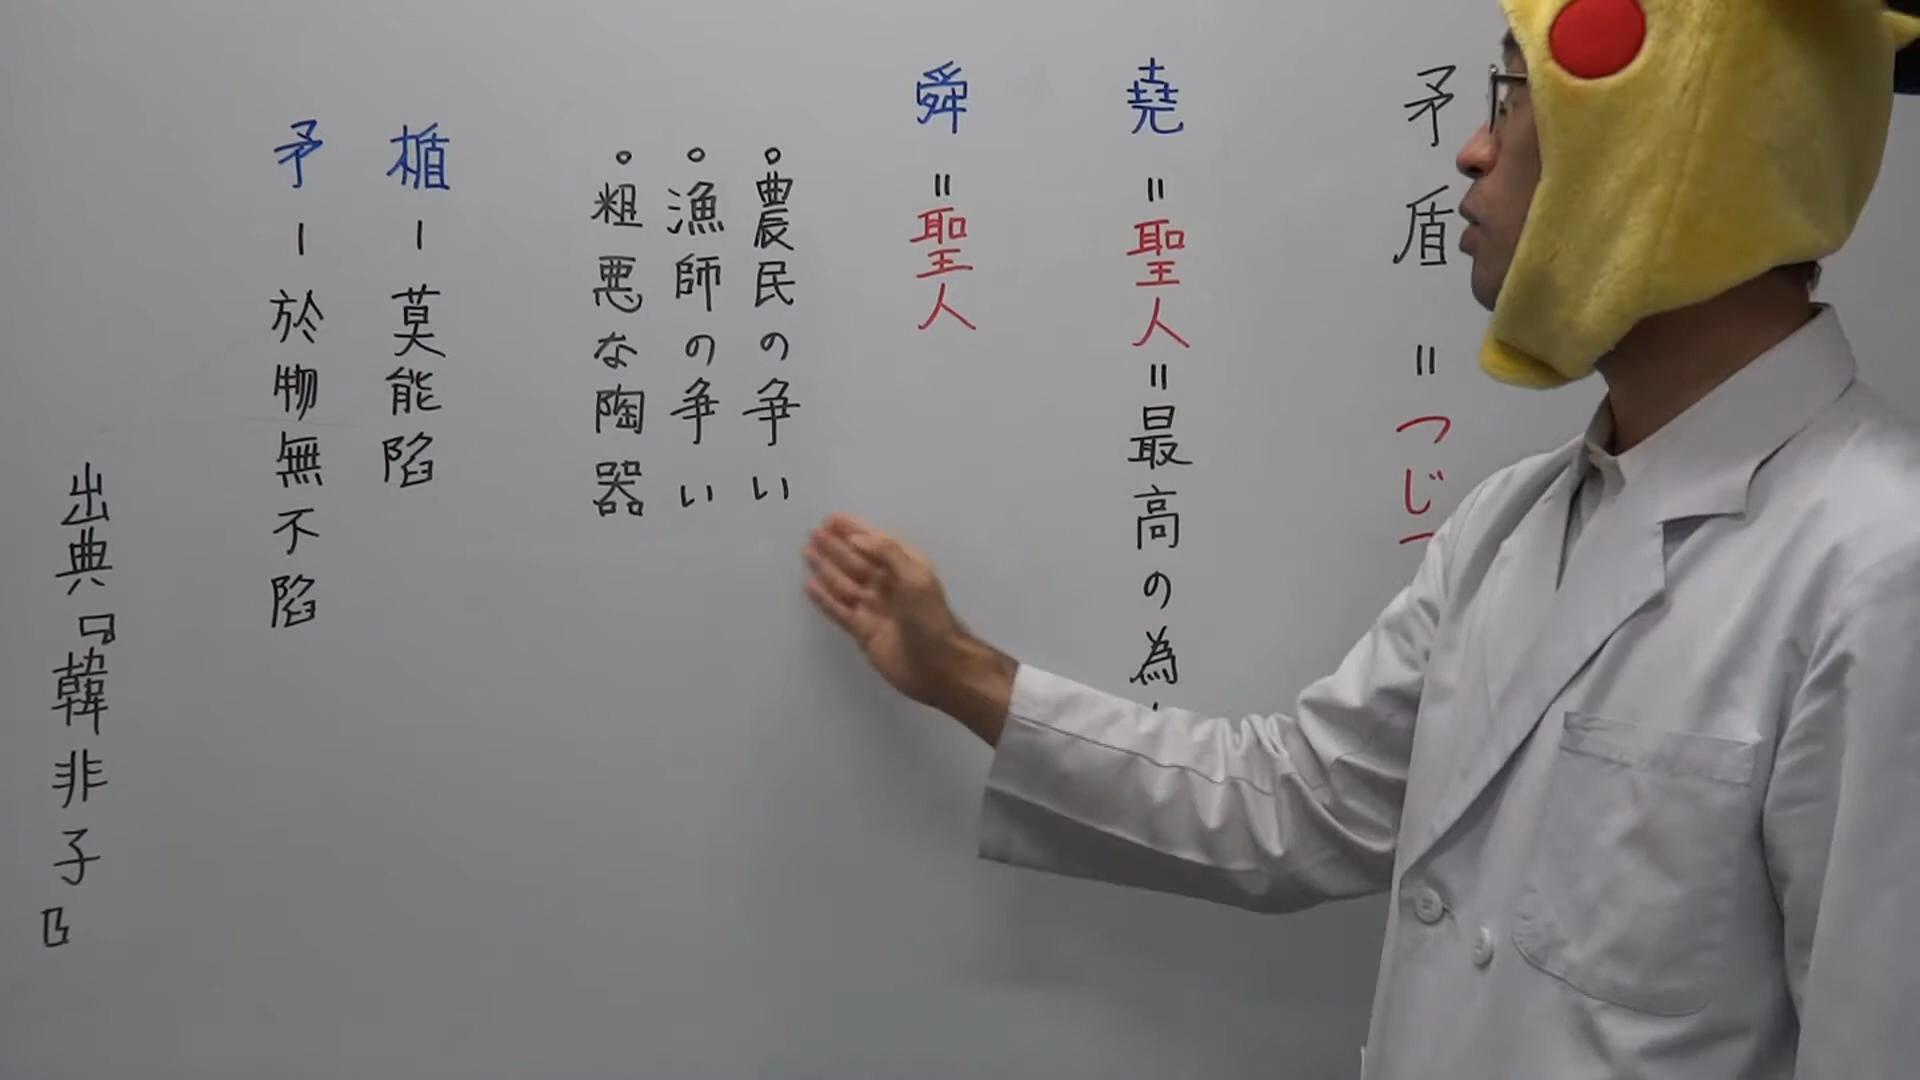 矛盾=つじ
堯=聖人=最高の為
舜=聖人
・農民の争い
・漁師の争い
・粗悪な陶器
楯-莫能陥
矛-於物無不陥
出典『韓非子』